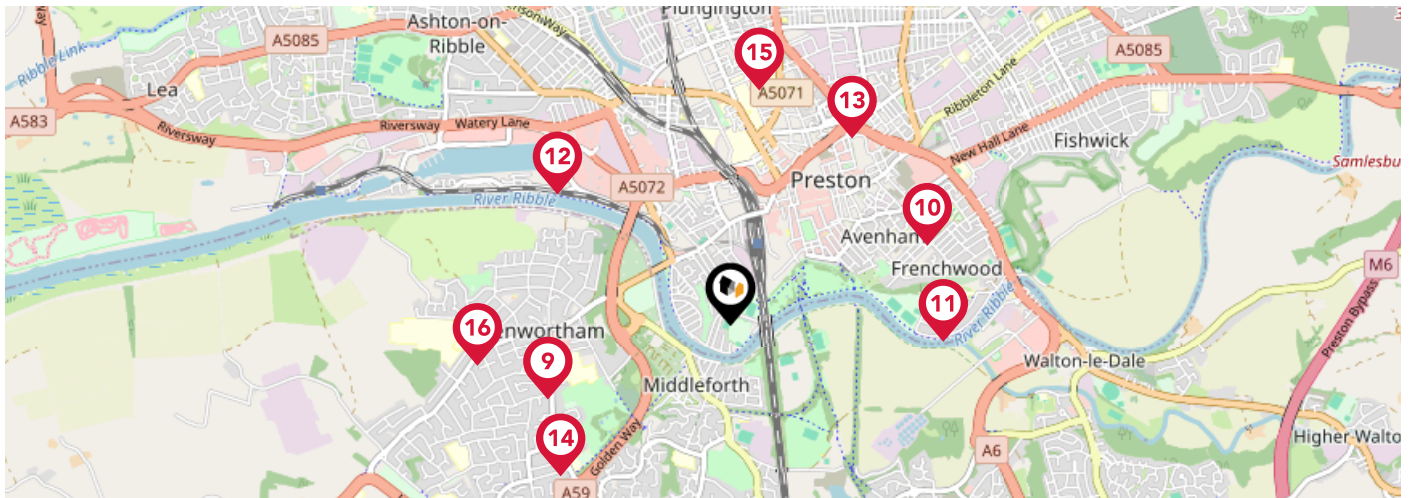 Plungington
Ashton-on-
Ribble
A5085
A5085
Ribble Link
15
A5071
Lea
13
Ribbleton Lane
A583
Riversway
Riversway
Watery Lane
New Hall Lane
Fishwick
12
Samlesbu
A5072
Preston
River Ribble
10
Avenham
Frenchwood
M6
11
River Ribble
Preston Bypass
16
enwortham
9
Walton-le-Dale
Middleforth
14
Golden Way
Higher Walto
A6
A59